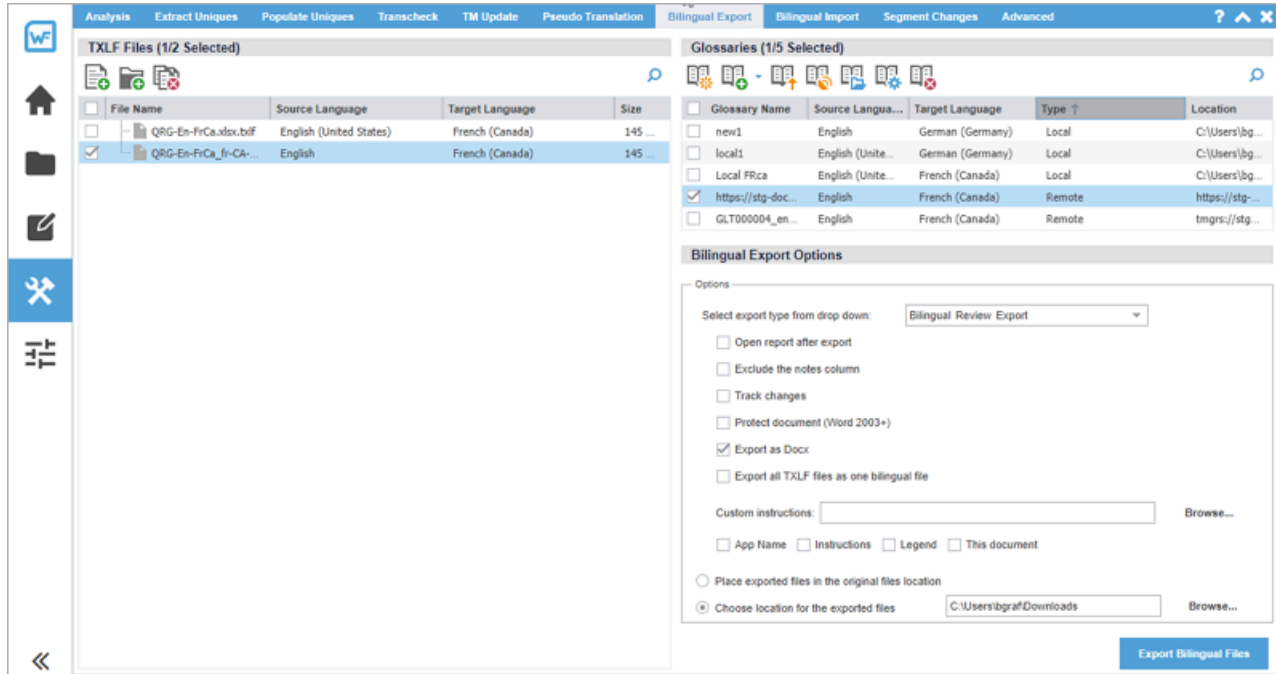 WF
Analysis Extract Uniques Populate Uniques Transcheck TM Update Pseudo Translation Bilingual Export Bilingual Import Segment Changes Advanced ?
TXLF Files (1/2 Selected)
File Name Source Language Target Language Size
QRG-En-FrCa.xlsx.txlf English (United States) French (Canada) 145 ...
QRG-En-FrCa_fr-CA-... English French (Canada) 145 ...
Glossaries (1/5 Selected)
Glossary Name Source Langua... Target Language Type ↑ Location
new1 English German (Germany) Local C:\Users\bg...
local1 English (Unite... German (Germany) Local C:\Users\bg...
Local FRca English (Unite... French (Canada) Local C:\Users\bg...
https://stg-doc... English French (Canada) Remote https://stg-...
GLT000004_en... English French (Canada) Remote tmgrs://stg...
Bilingual Export Options
Options
Select export type from drop down: Bilingual Review Export
Open report after export
Exclude the notes column
Track changes
Protect document (Word 2003+)
Export as Docx
Export all TXLF files as one bilingual file
Custom instructions: Browse...
App Name Instructions Legend This document
Place exported files in the original files location
Choose location for the exported files C:\Users\bgraf\Downloads Browse...
Export Bilingual Files